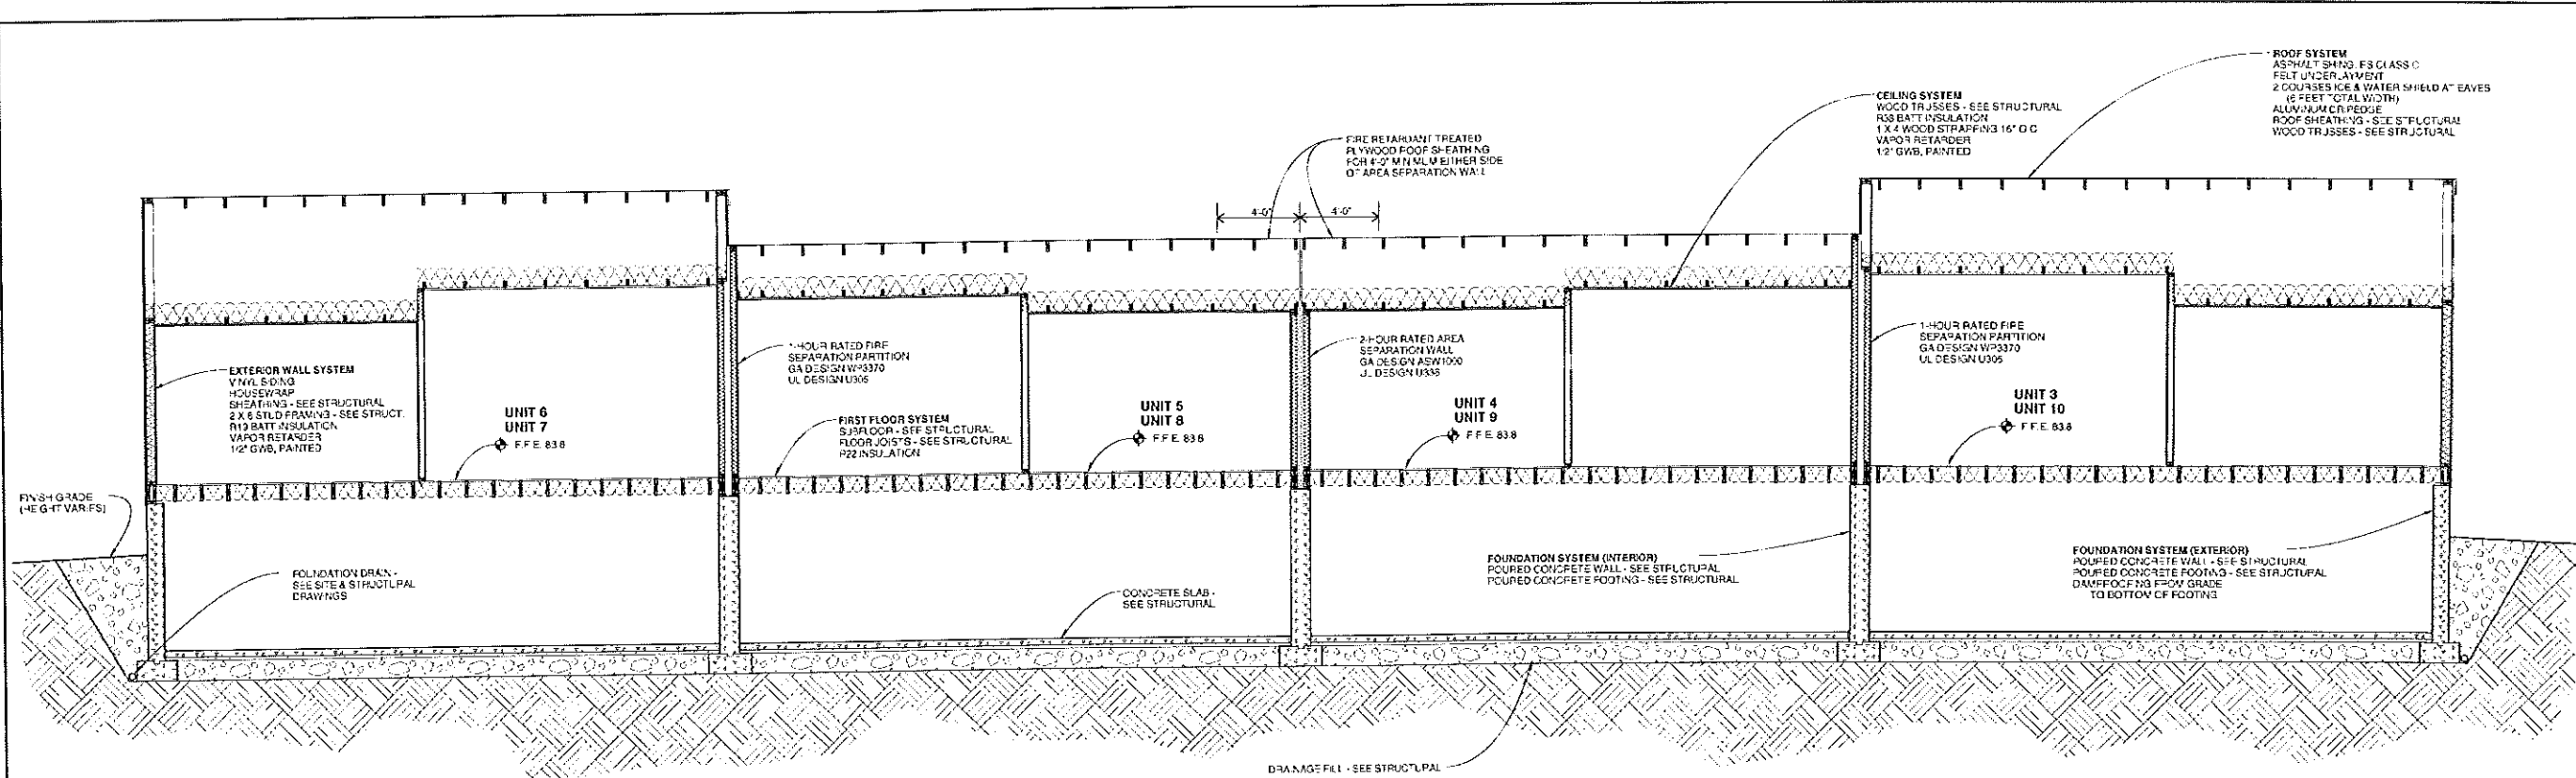 ROOF SYSTEM
ASPHALT SHINGLES CLASS C
FELT UNDERLAYMENT
2 COURSES ICE & WATER SHIELD AT EAVES
(6 FEET TOTAL WIDTH)
ALUMINUM DRIPEDGE
ROOF SHEATHING - SEE STRUCTURAL
WOOD TRUSSES - SEE STRUCTURAL
CEILING SYSTEM
WOOD TRUSSES - SEE STRUCTURAL
R38 BATT INSULATION
1 X 4 WOOD STRAPPING 16" O.C.
VAPOR RETARDER
1/2" GWB, PAINTED
FIRE RETARDANT TREATED
PLYWOOD ROOF SHEATHING
FOR 4'-0" MINIMUM EITHER SIDE
OF AREA SEPARATION WALL
4'-0" 4'-0"
EXTERIOR WALL SYSTEM
VINYL SIDING
HOUSEWRAP
SHEATHING - SEE STRUCTURAL
2 X 6 STUD FRAMING - SEE STRUCT.
R19 BATT INSULATION
VAPOR RETARDER
1/2" GWB, PAINTED
UNIT 6
UNIT 7
F.F.E. 83.8
1-HOUR RATED FIRE
SEPARATION PARTITION
GA DESIGN WP3370
UL DESIGN U305
FIRST FLOOR SYSTEM
SUBFLOOR - SEE STRUCTURAL
FLOOR JOISTS - SEE STRUCTURAL
R22 INSULATION
UNIT 5
UNIT 8
F.F.E. 83.8
2-HOUR RATED AREA
SEPARATION WALL
GA DESIGN ASW1000
UL DESIGN U336
UNIT 4
UNIT 9
F.F.E. 83.8
1-HOUR RATED FIRE
SEPARATION PARTITION
GA DESIGN WP3370
UL DESIGN U305
UNIT 3
UNIT 10
F.F.E. 83.8
FINISH GRADE
(HEIGHT VARIES)
FOUNDATION DRAIN -
SEE SITE & STRUCTURAL
DRAWINGS
CONCRETE SLAB -
SEE STRUCTURAL
FOUNDATION SYSTEM (INTERIOR)
POURED CONCRETE WALL - SEE STRUCTURAL
POURED CONCRETE FOOTING - SEE STRUCTURAL
FOUNDATION SYSTEM (EXTERIOR)
POURED CONCRETE WALL - SEE STRUCTURAL
POURED CONCRETE FOOTING - SEE STRUCTURAL
DAMPROOFING FROM GRADE
TO BOTTOM OF FOOTING
DRAINAGE FILL - SEE STRUCTURAL